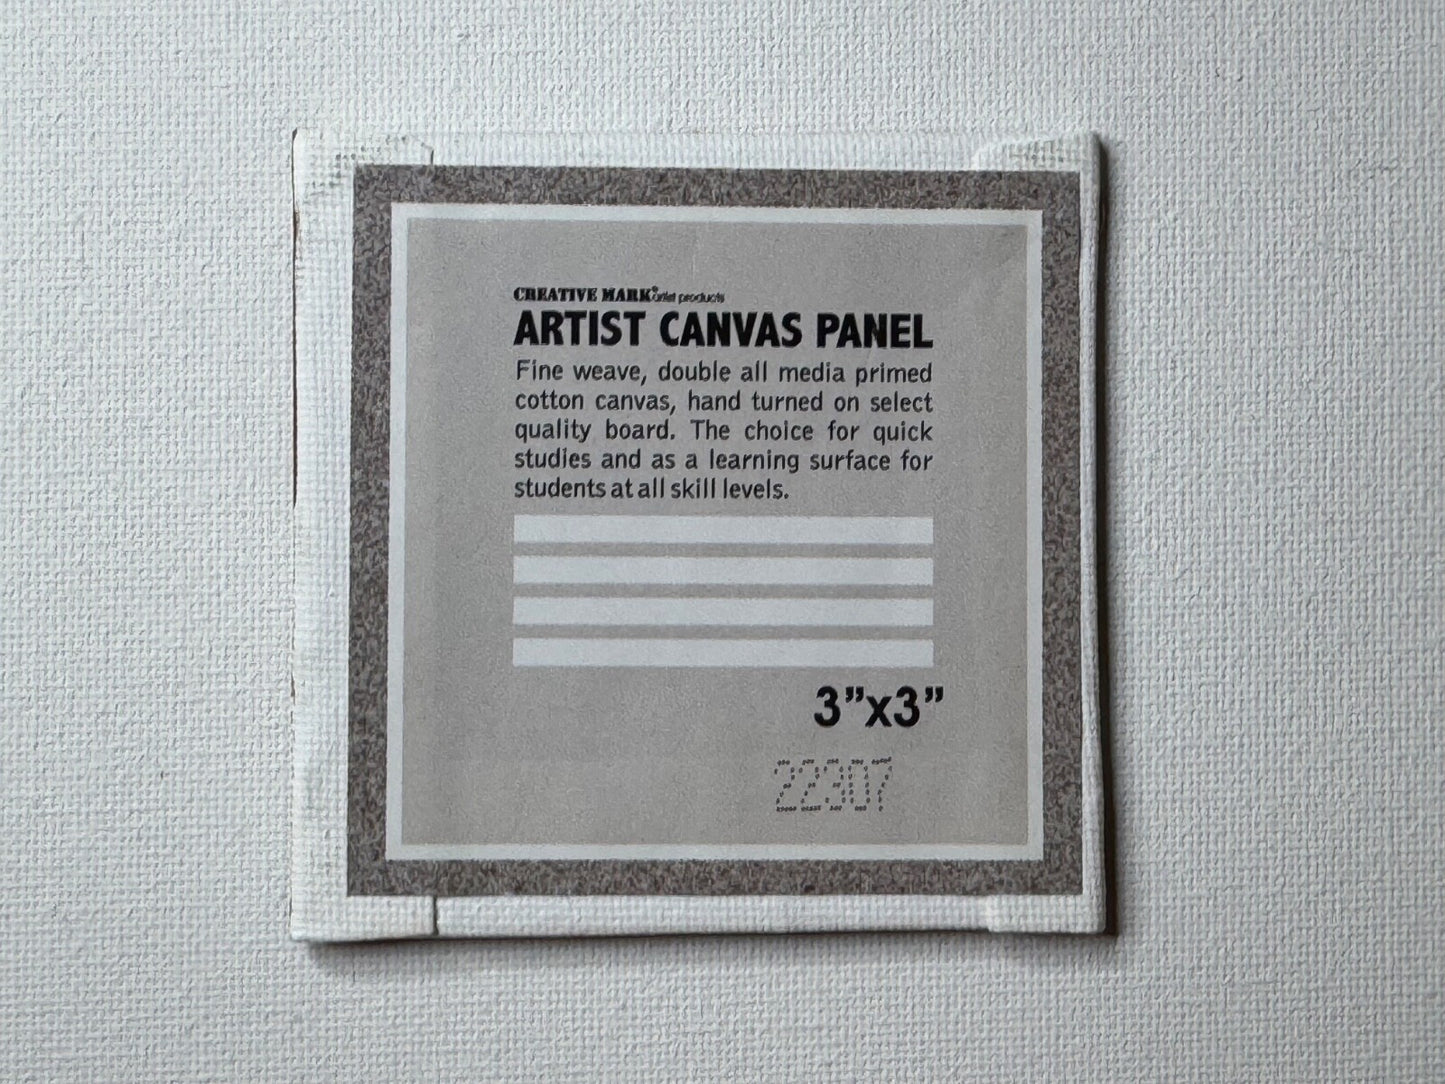 CREATIVE MARK® artist products
ARTIST CANVAS PANEL
Fine weave, double all media primed
cotton canvas, hand turned on select
quality board. The choice for quick
studies and as a learning surface for
students at all skill levels.
3”x3”
22307